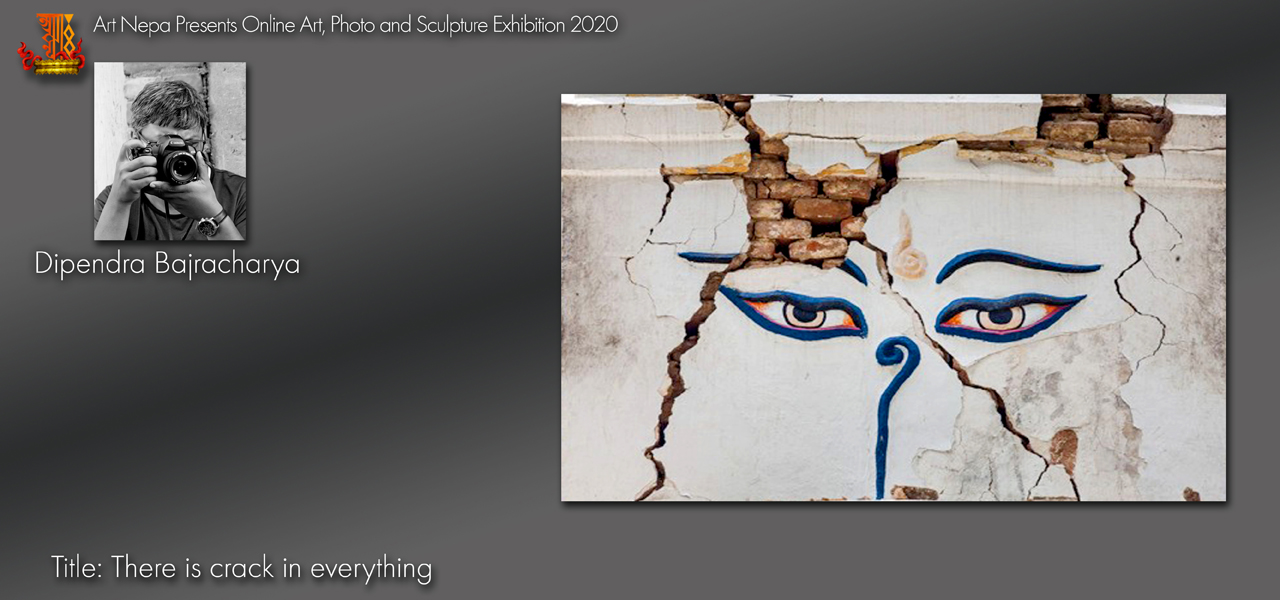 Art Nepa Presents Online Art, Photo and Sculpture Exhibition 2020
Dipendra Bajracharya
Title: There is crack in everything